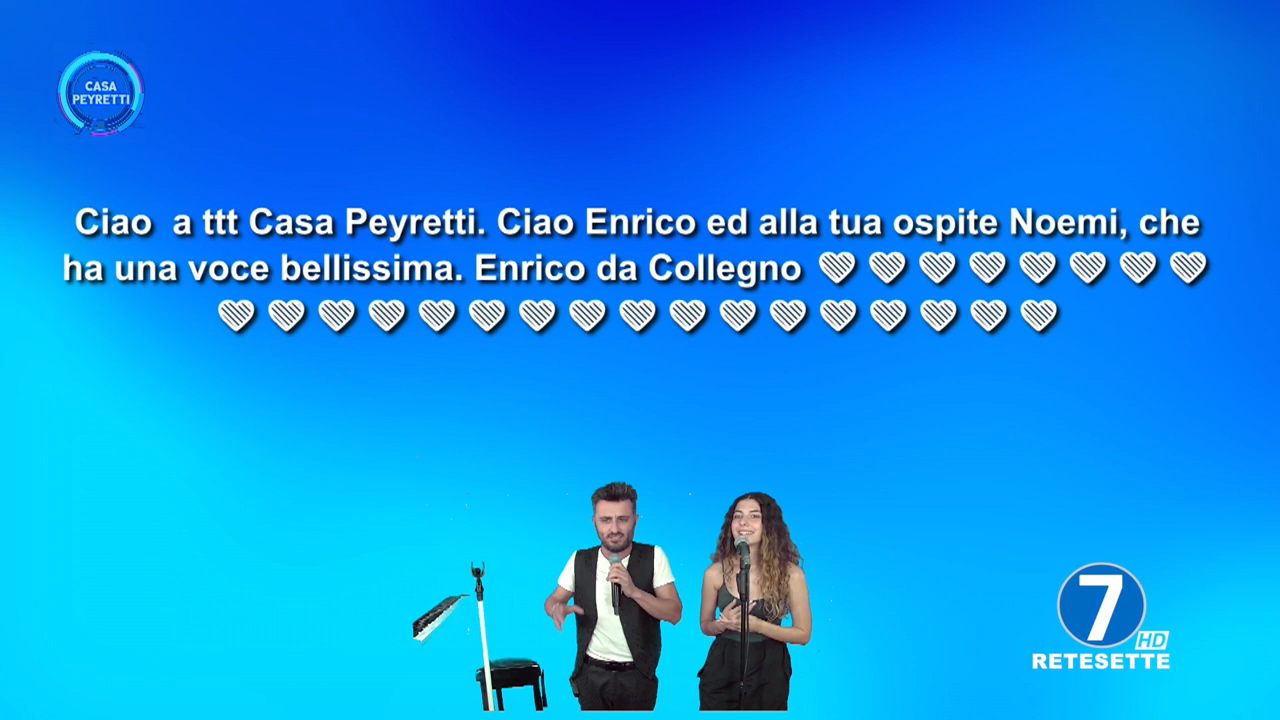 CASA
PEYRETTI
Ciao  a ttt Casa Peyretti. Ciao Enrico ed alla tua ospite Noemi, che
ha una voce bellissima. Enrico da Collegno 🤍 🤍 🤍 🤍 🤍 🤍 🤍 🤍
🤍 🤍 🤍 🤍 🤍 🤍 🤍 🤍 🤍 🤍 🤍 🤍 🤍 🤍 🤍 🤍 🤍
7 HD
RETESETTE